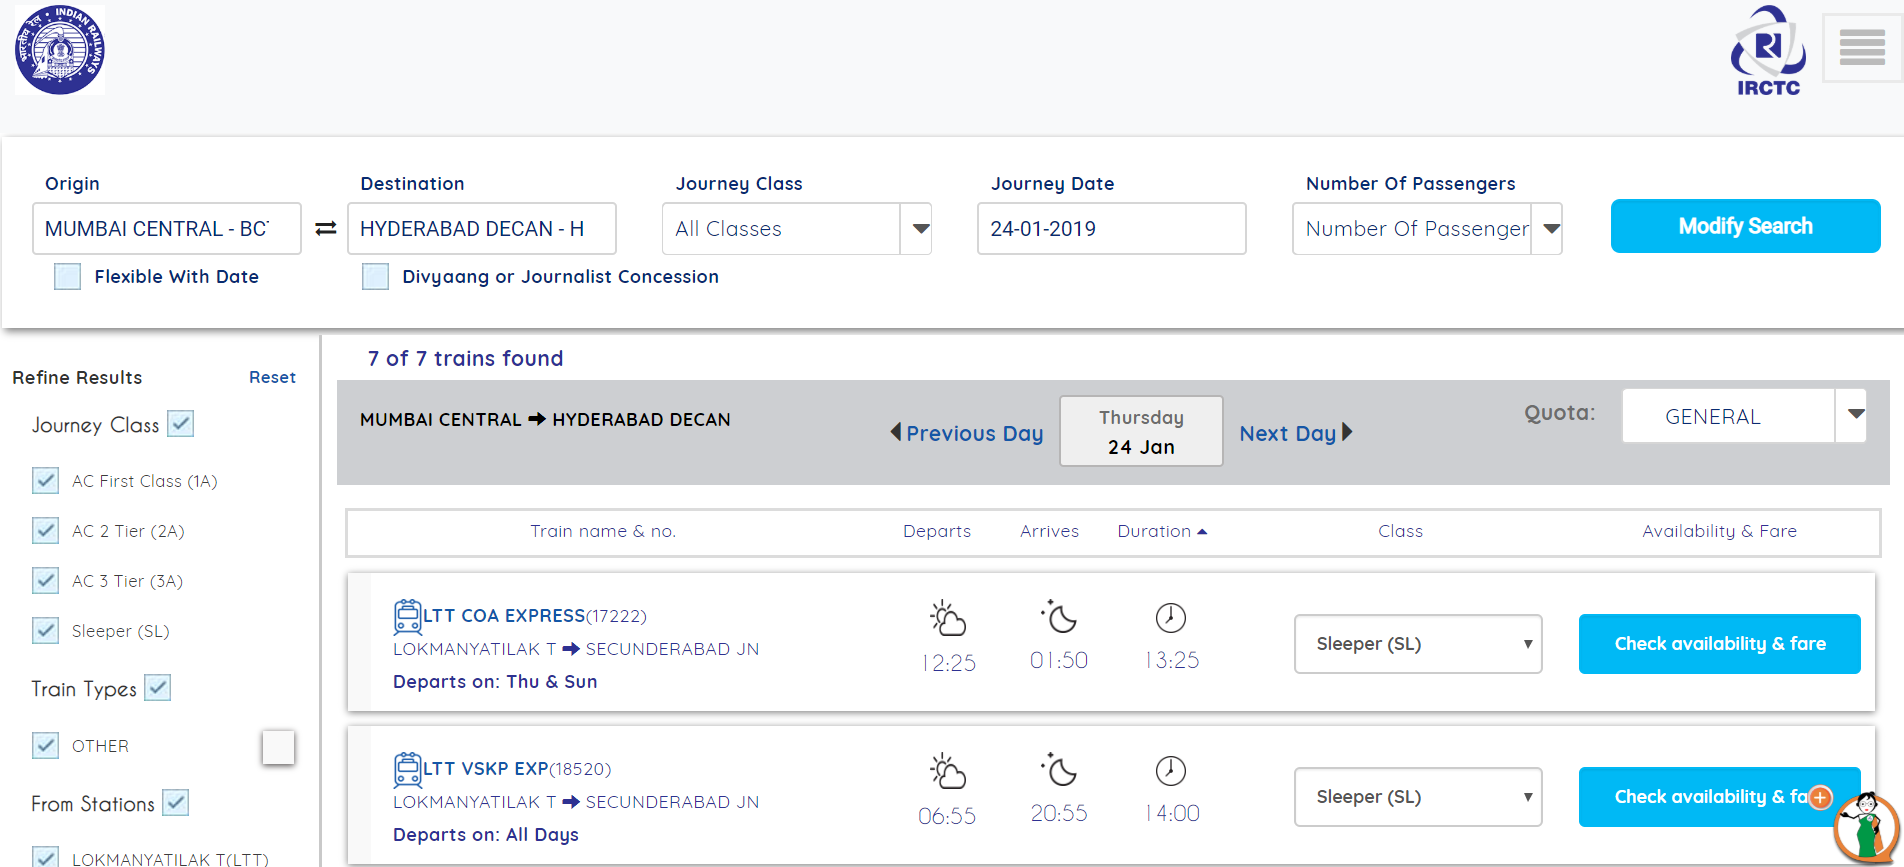 भारतीय रेल INDIAN RAILWAYS
IRCTC
Origin
Destination
Journey Class
Journey Date
Number Of Passengers
MUMBAI CENTRAL - BC
HYDERABAD DECAN - H
All Classes
24-01-2019
Number Of Passenger
Modify Search
Flexible With Date
Divyaang or Journalist Concession
7 of 7 trains found
Refine Results
Reset
Journey Class
AC First Class (1A)
AC 2 Tier (2A)
AC 3 Tier (3A)
Sleeper (SL)
Train Types
OTHER
From Stations
LOKMANYATILAK T(LTT)
MUMBAI CENTRAL ➔ HYDERABAD DECAN
Previous Day
Thursday
24 Jan
Next Day
Quota:
GENERAL
Train name & no.
Departs
Arrives
Duration
Class
Availability & Fare
LTT COA EXPRESS(17222)
LOKMANYATILAK T ➔ SECUNDERABAD JN
Departs on: Thu & Sun
12:25
01:50
13:25
Sleeper (SL)
Check availability & fare
LTT VSKP EXP(18520)
LOKMANYATILAK T ➔ SECUNDERABAD JN
Departs on: All Days
06:55
20:55
14:00
Sleeper (SL)
Check availability & fa